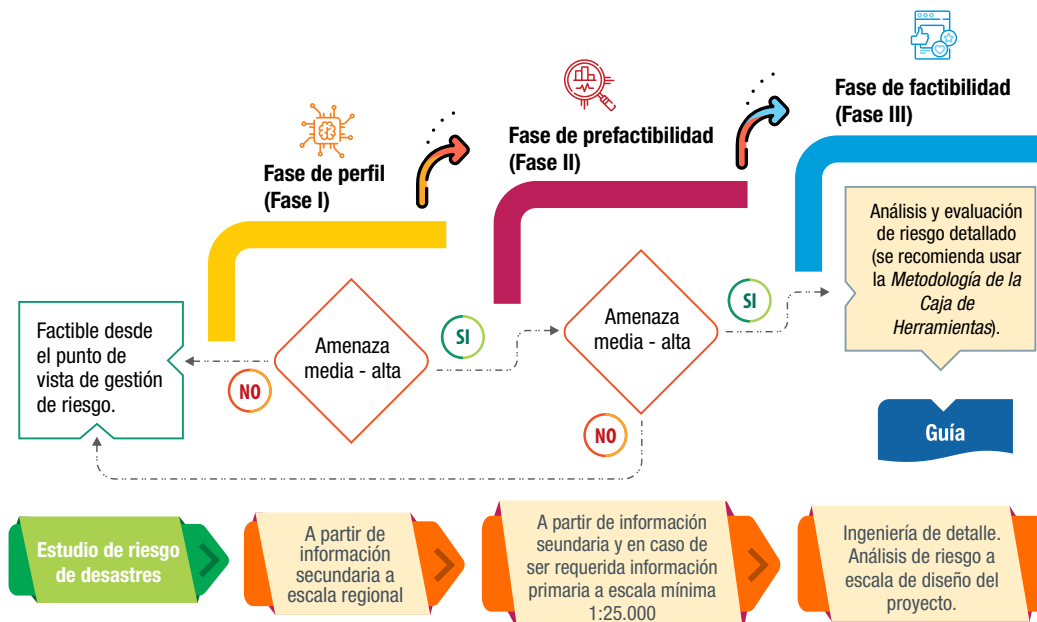 Fase de perfil
(Fase I)
Fase de prefactibilidad
(Fase II)
Fase de factibilidad
(Fase III)
Factible desde
el punto de
vista de gestión
de riesgo.
NO
Amenaza
media - alta
SI
Amenaza
media - alta
NO
SI
Análisis y evaluación
de riesgo detallado
(se recomienda usar
la Metodología de la
Caja de
Herramientas).
Guía
Estudio de riesgo
de desastres
A partir de
información
secundaria a
escala regional
A partir de información
seundaria y en caso de
ser requerida información
primaria a escala mínima
1:25.000
Ingeniería de detalle.
Análisis de riesgo a
escala de diseño del
proyecto.